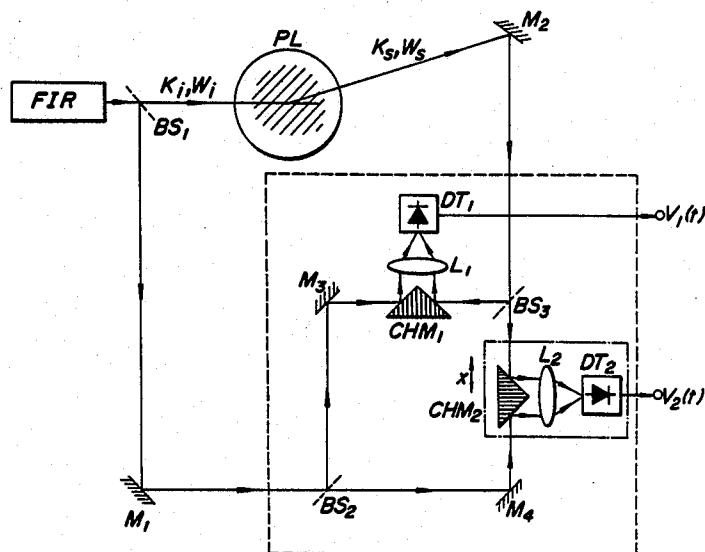 M₂
PL
Kₛ,Wₛ
FIR
Kᵢ,Wᵢ
BS₁
DT₁
V₁(t)
L₁
M₃
BS₃
CHM₁
L₂
DT₂
x
CHM₂
V₂(t)
M₁
BS₂
M₄